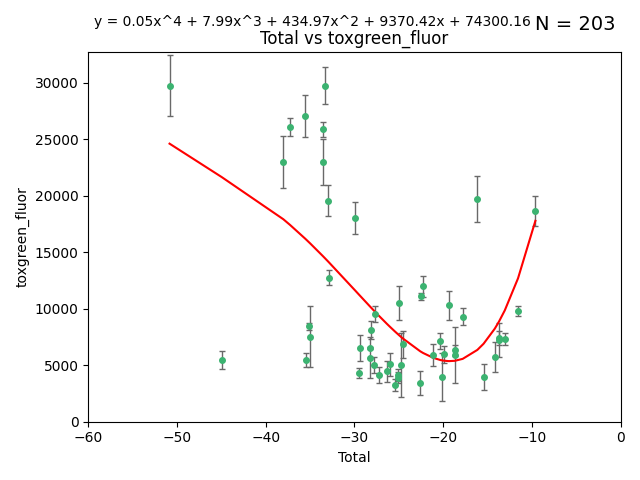 y = 0.05x^4 + 7.99x^3 + 434.97x^2 + 9370.42x + 74300.16 N = 203
Total vs toxgreen_fluor
30000
25000
20000
15000
10000
5000
0
toxgreen_fluor
−60 −50 −40 −30 −20 −10 0
Total